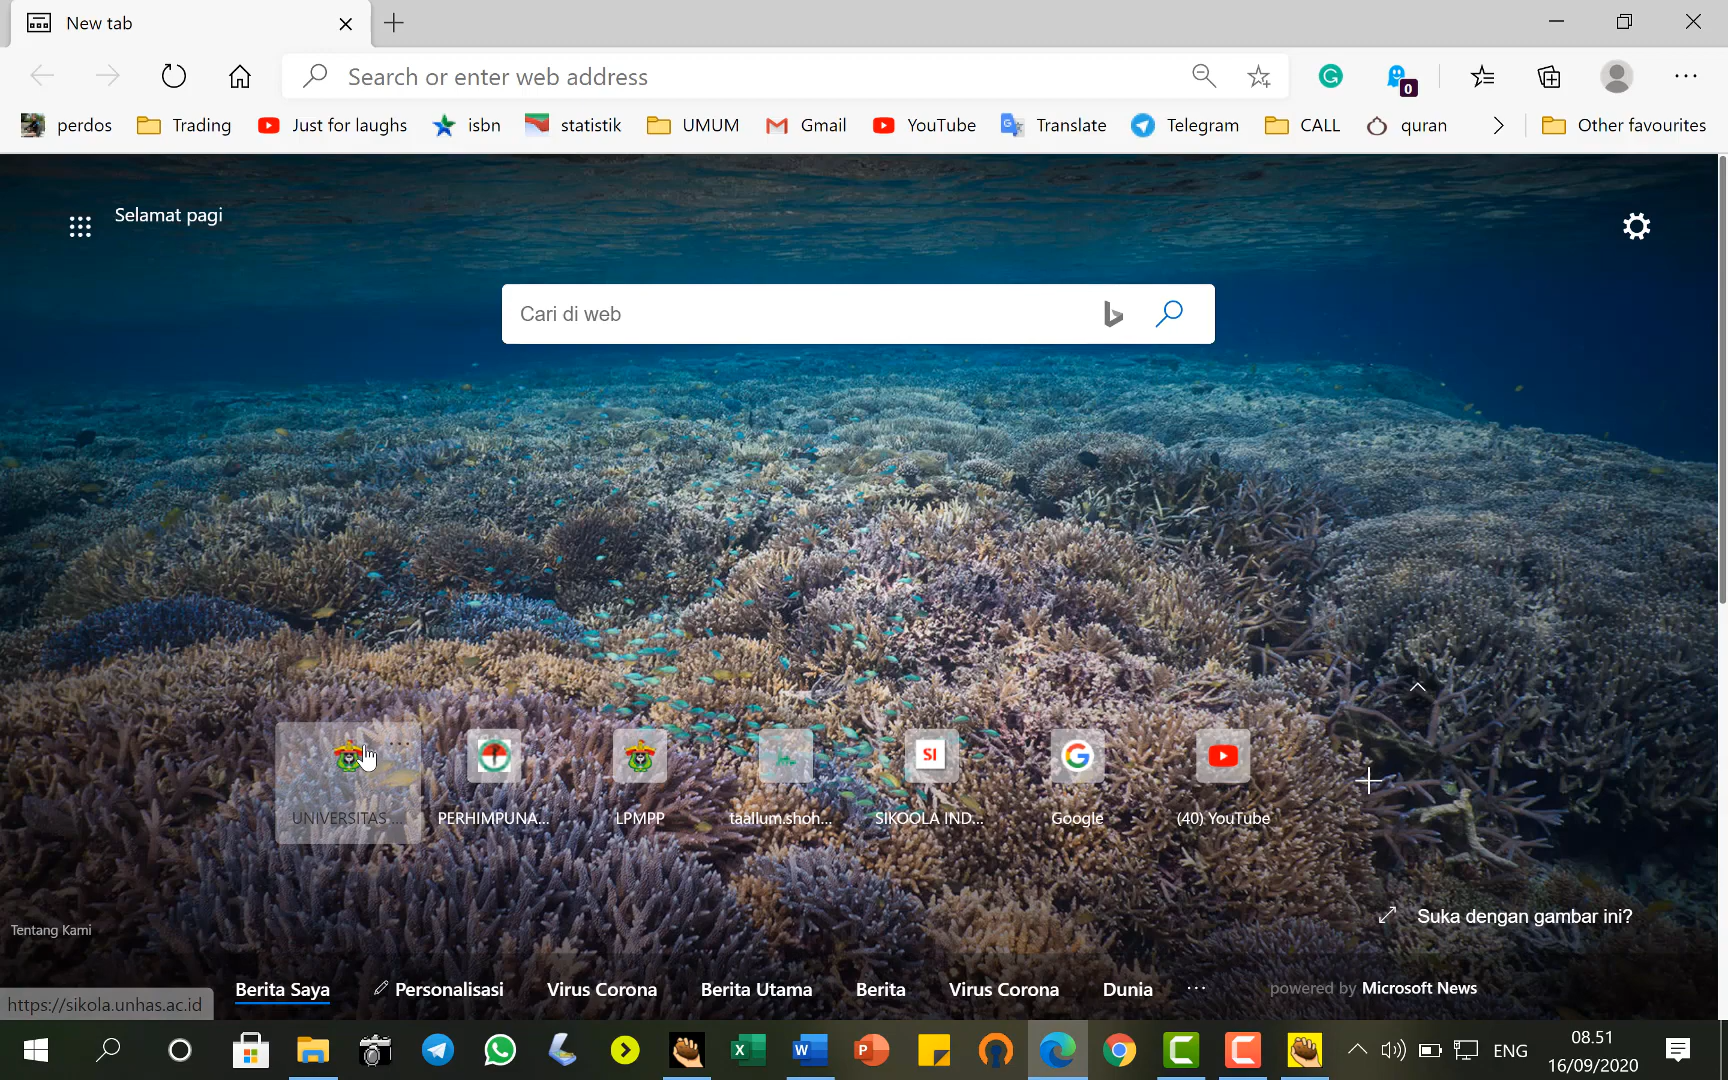 New tab
Search or enter web address
0
perdos Trading Just for laughs isbn statistik UMUM Gmail YouTube Translate Telegram CALL quran Other favourites
Selamat pagi
Cari di web
SI
UNIVERSITAS ... PERHIMPUNA... LPMPP taallum.shoh... SIKOOLA IND... Google (40) YouTube
Suka dengan gambar ini?
Tentang Kami
Berita Saya Personalisasi Virus Corona Berita Utama Berita Virus Corona Dunia ... powered by Microsoft News
https://sikola.unhas.ac.id
ENG
08.51
16/09/2020